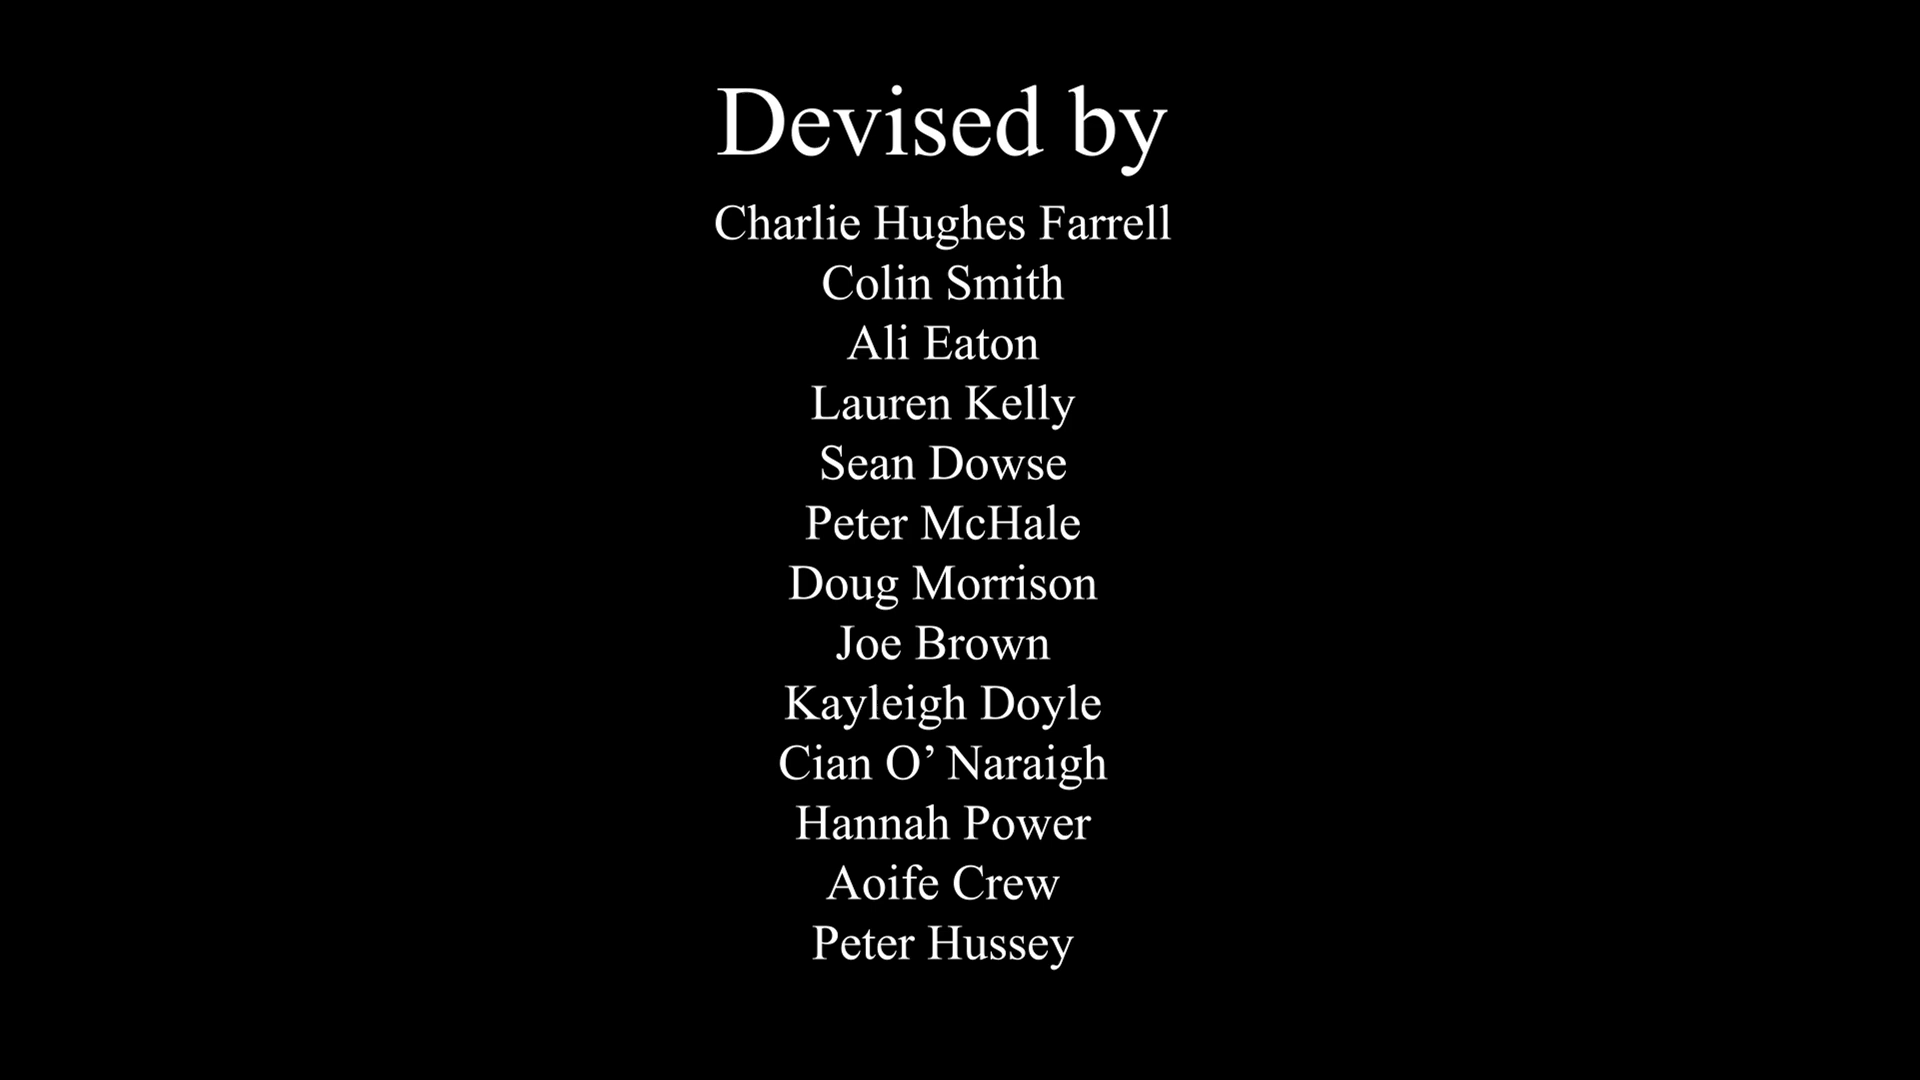 Devised by
Charlie Hughes Farrell
Colin Smith
Ali Eaton
Lauren Kelly
Sean Dowse
Peter McHale
Doug Morrison
Joe Brown
Kayleigh Doyle
Cian O’ Naraigh
Hannah Power
Aoife Crew
Peter Hussey